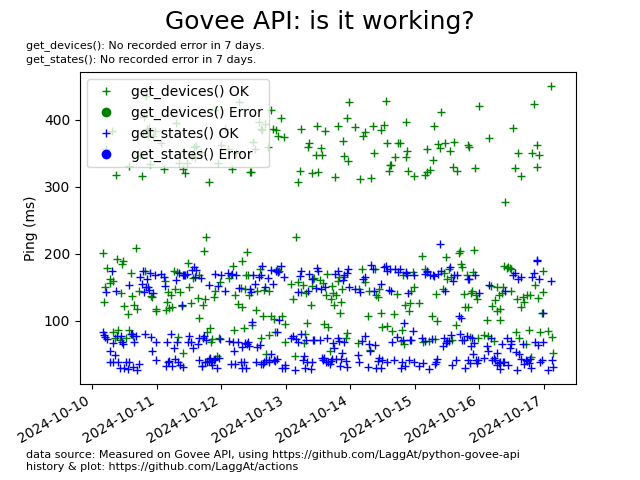 Govee API: is it working?
get_devices(): No recorded error in 7 days.
get_states(): No recorded error in 7 days.
get_devices() OK
get_devices() Error
get_states() OK
get_states() Error
400
300
200
100
Ping (ms)
2024-10-10
2024-10-11
2024-10-12
2024-10-13
2024-10-14
2024-10-15
2024-10-16
2024-10-17
data source: Measured on Govee API, using https://github.com/LaggAt/python-govee-api
history & plot: https://github.com/LaggAt/actions